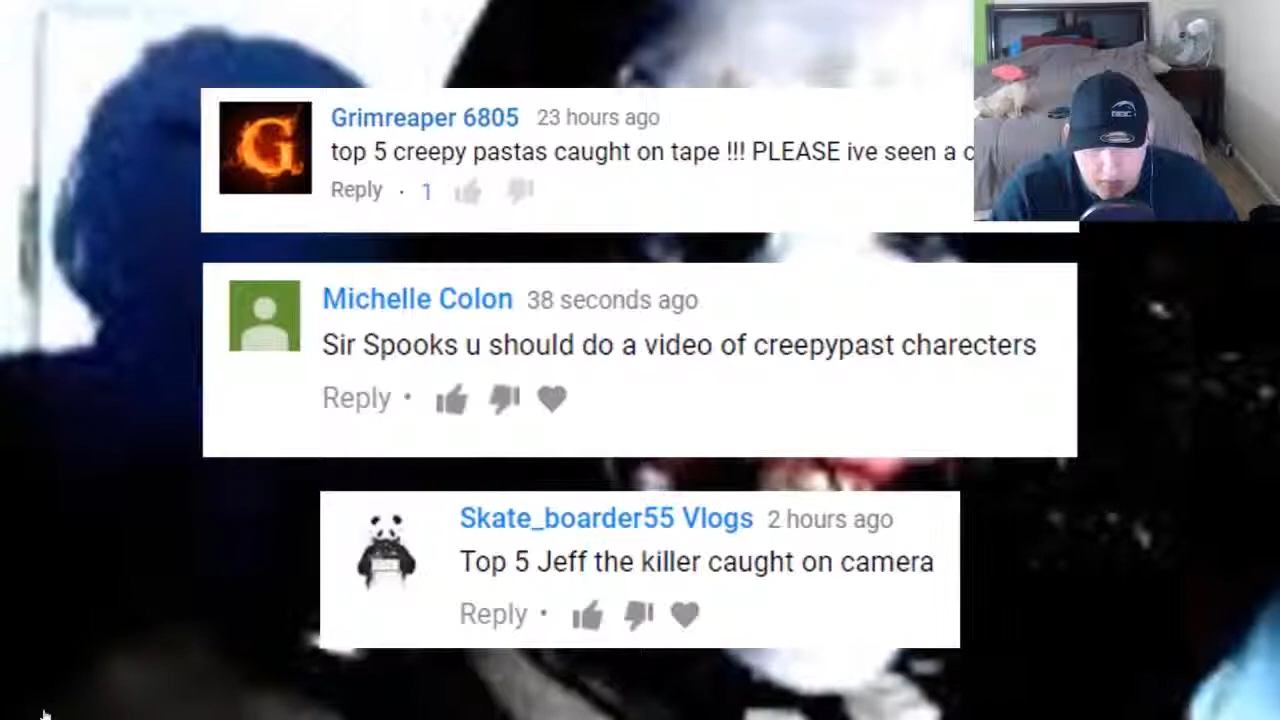 Grimreaper 6805 23 hours ago
top 5 creepy pastas caught on tape !!! PLEASE ive seen a
Reply · 1
Michelle Colon 38 seconds ago
Sir Spooks u should do a video of creepypast charecters
Reply ·
Skate_boarder55 Vlogs 2 hours ago
Top 5 Jeff the killer caught on camera
Reply ·